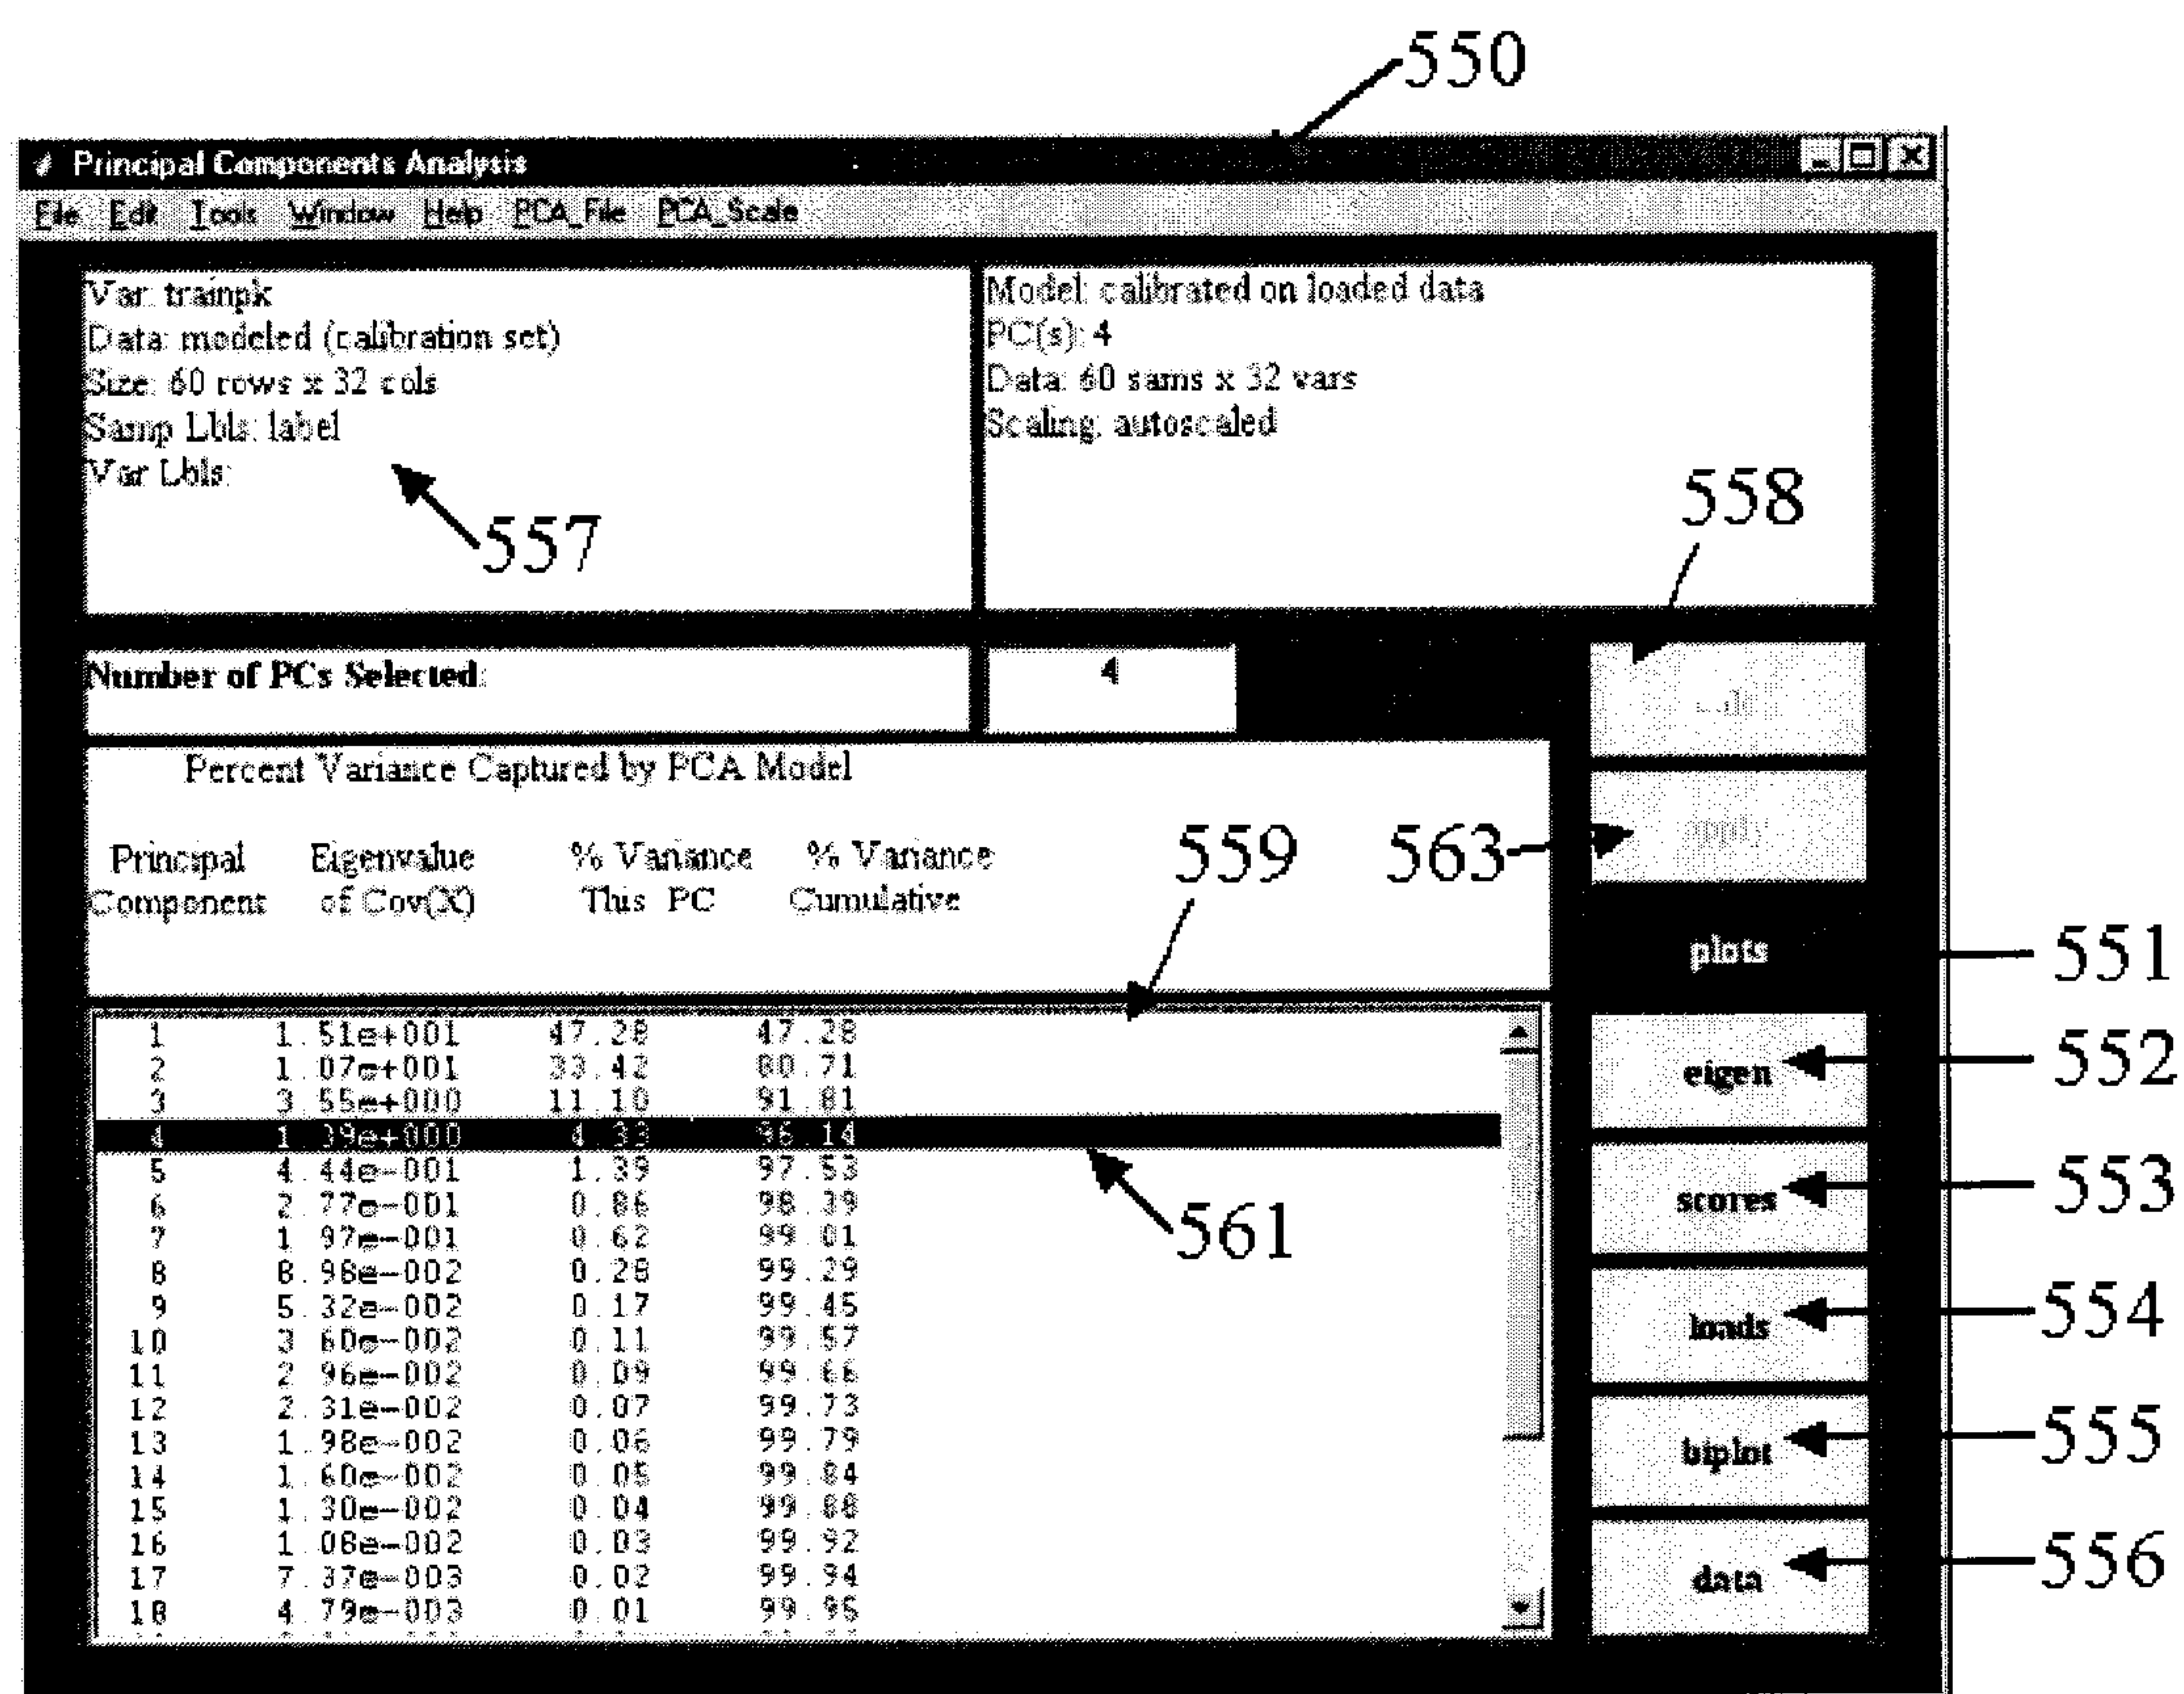 550
Principal Components Analysis
File Edit Tools Window Help PCA_File PCA_Scale
Var: trainpk
Data: modeled (calibration set)
Size: 60 rows x 32 cols
Samp Lbls: label
Var Lbls:
557
Model: calibrated on loaded data
PC(s): 4
Data: 60 sams x 32 vars
Scaling: autoscaled
558
Number of PCs Selected: 4
apply
563
Percent Variance Captured by PCA Model
Principal Eigenvalue % Variance % Variance
Component of Cov(X) This PC Cumulative
559
plots 551
1 1.51e+001 47.28 47.28
2 1.07e+001 33.42 80.71
3 3.55e+000 11.10 91.81
4 1.39e+000 4.33 96.14
5 4.44e-001 1.39 97.53
6 2.77e-001 0.86 98.39
7 1.97e-001 0.62 99.01
8 8.98e-002 0.28 99.29
9 5.32e-002 0.17 99.45
10 3.60e-002 0.11 99.57
11 2.96e-002 0.09 99.66
12 2.31e-002 0.07 99.73
13 1.98e-002 0.06 99.79
14 1.60e-002 0.05 99.84
15 1.30e-002 0.04 99.88
16 1.08e-002 0.03 99.92
17 7.37e-003 0.02 99.94
18 4.79e-003 0.01 99.95
561
eigen 552
scores 553
loads 554
biplot 555
data 556